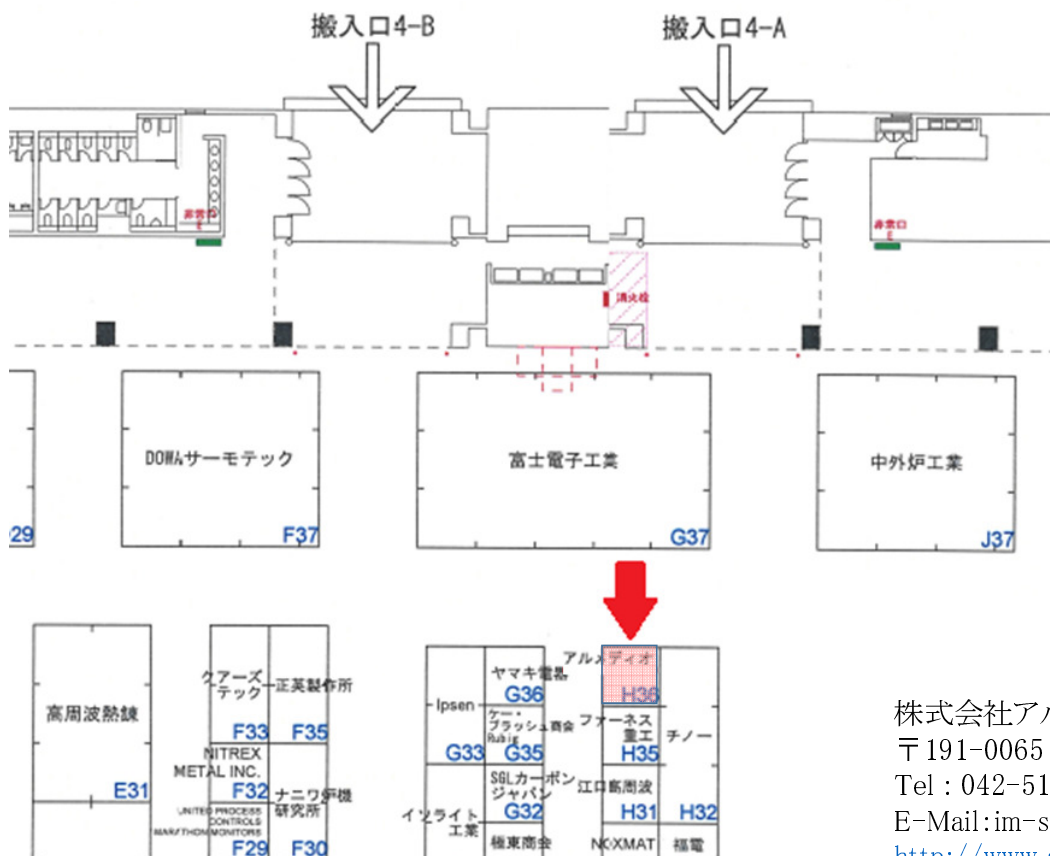 搬入口4-B
搬入口4-A
非常口
非常口
消火栓
DOWAサーモテック
F37
富士電子工業
G37
中外炉工業
J37
29
高周波熱錬
E31
クアーズ
テック
F33
正英製作所
F35
NITREX
METAL INC.
F32
UNITED PROCESS
CONTROLS
MARATHON MONITORS
F29
ナニワ炉機
研究所
F30
Ipsen
G33
ヤマキ電器
G36
ケー・
ブラッシュ商会
Rubig
G35
SGLカーボン
ジャパン
G32
イソライト
工業
極東商会
アルメディオ
H36
ファーネス
重工
H35
チノー
H32
江口高周波
H31
NOXMAT
福電
株式会社アル
〒191-0065
Tel：042-51
E-Mail:im-s
http://www.